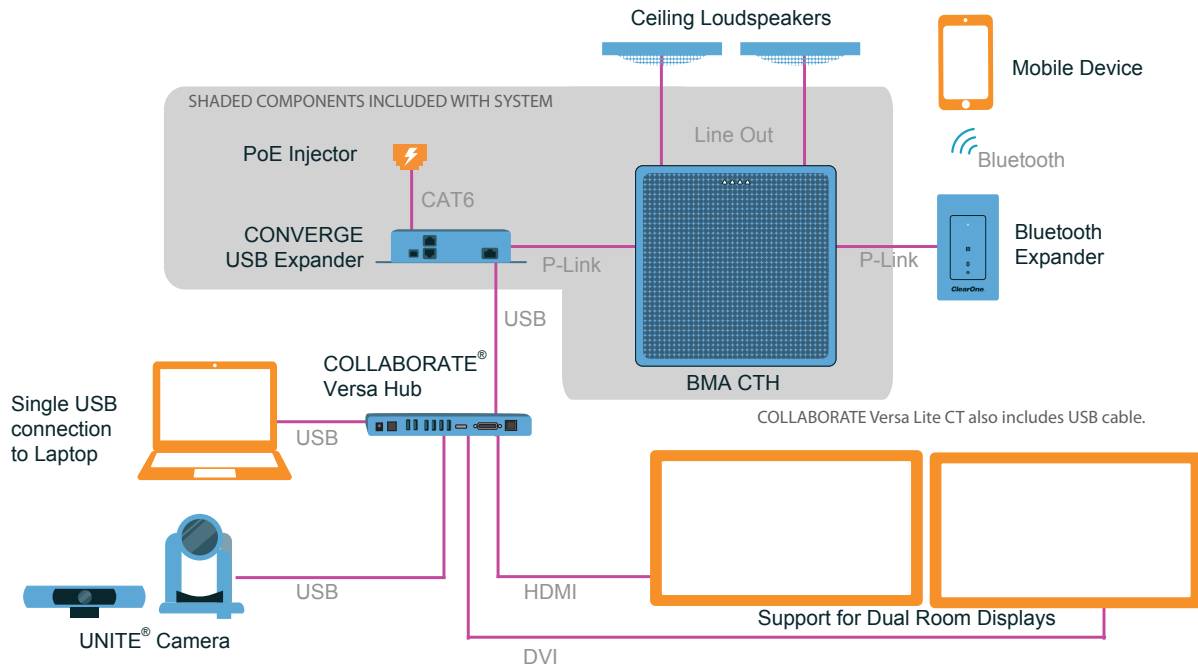 Ceiling Loudspeakers
Mobile Device
SHADED COMPONENTS INCLUDED WITH SYSTEM
Line Out
PoE Injector
Bluetooth
CAT6
CONVERGE
USB Expander
P-Link
P-Link
Bluetooth
Expander
ClearOne
USB
COLLABORATE®
Versa Hub
BMA CTH
Single USB
connection
to Laptop
USB
COLLABORATE Versa Lite CT also includes USB cable.
USB
HDMI
UNITE® Camera
Support for Dual Room Displays
DVI